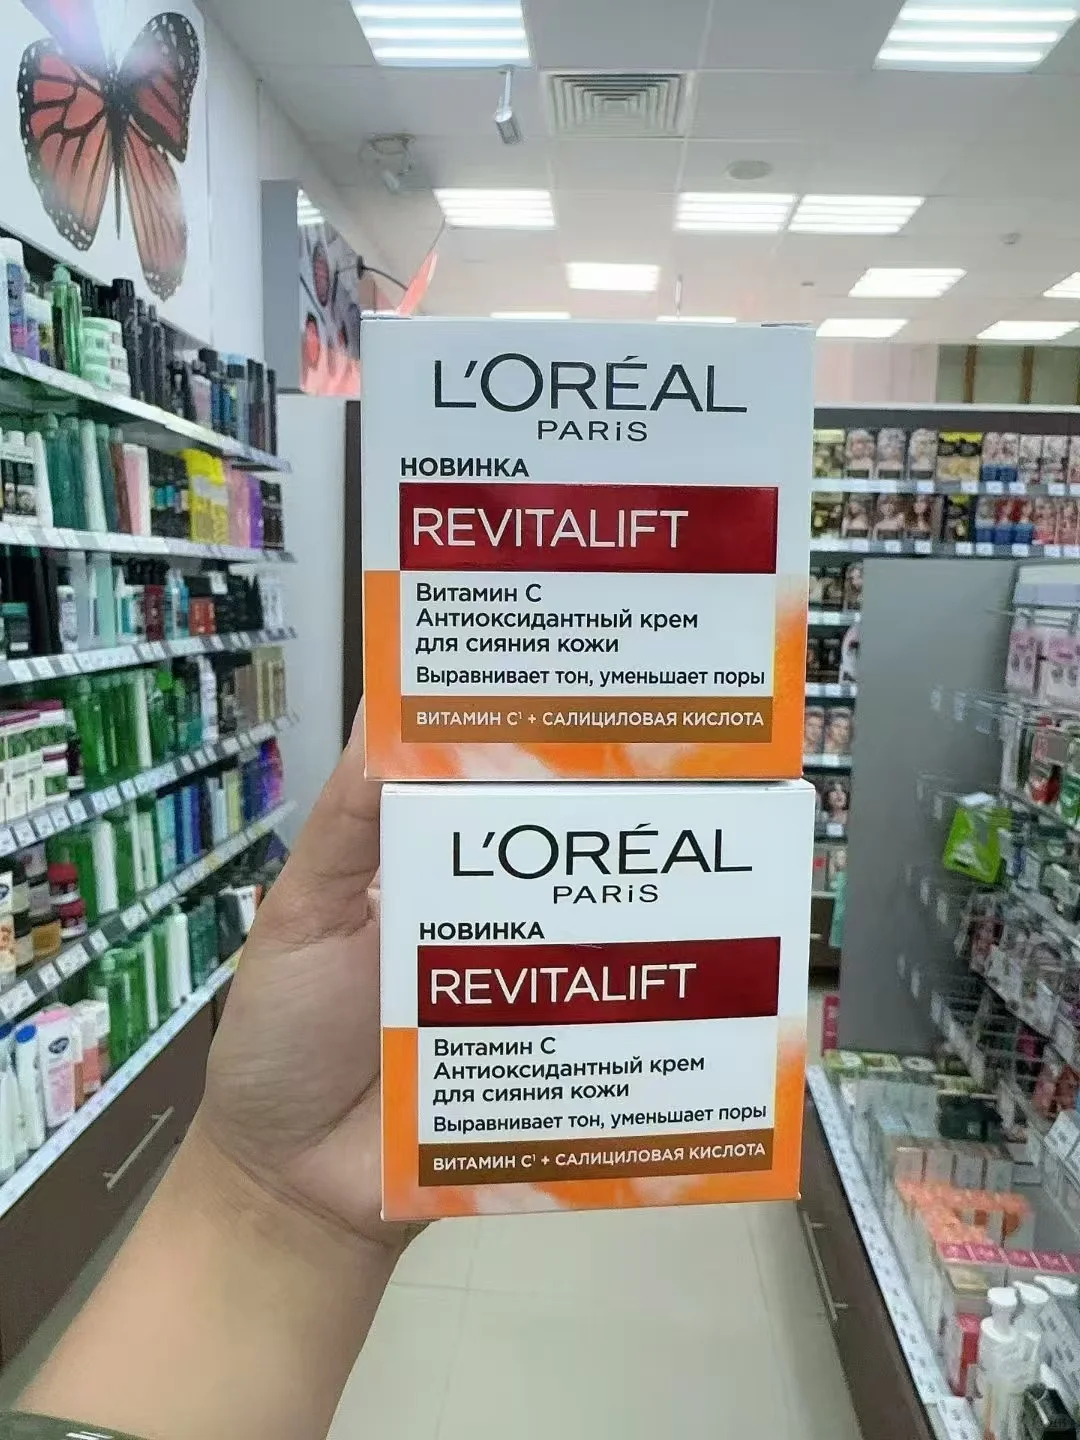 L'ORÉAL
PARiS
НОВИНКА
REVITALIFT
Витамин С
Антиоксидантный крем
для сияния кожи
Выравнивает тон, уменьшает поры
ВИТАМИН С¹ + САЛИЦИЛОВАЯ КИСЛОТА
L'ORÉAL
PARiS
НОВИНКА
REVITALIFT
Витамин С
Антиоксидантный крем
для сияния кожи
Выравнивает тон, уменьшает поры
ВИТАМИН С¹ + САЛИЦИЛОВАЯ КИСЛОТА